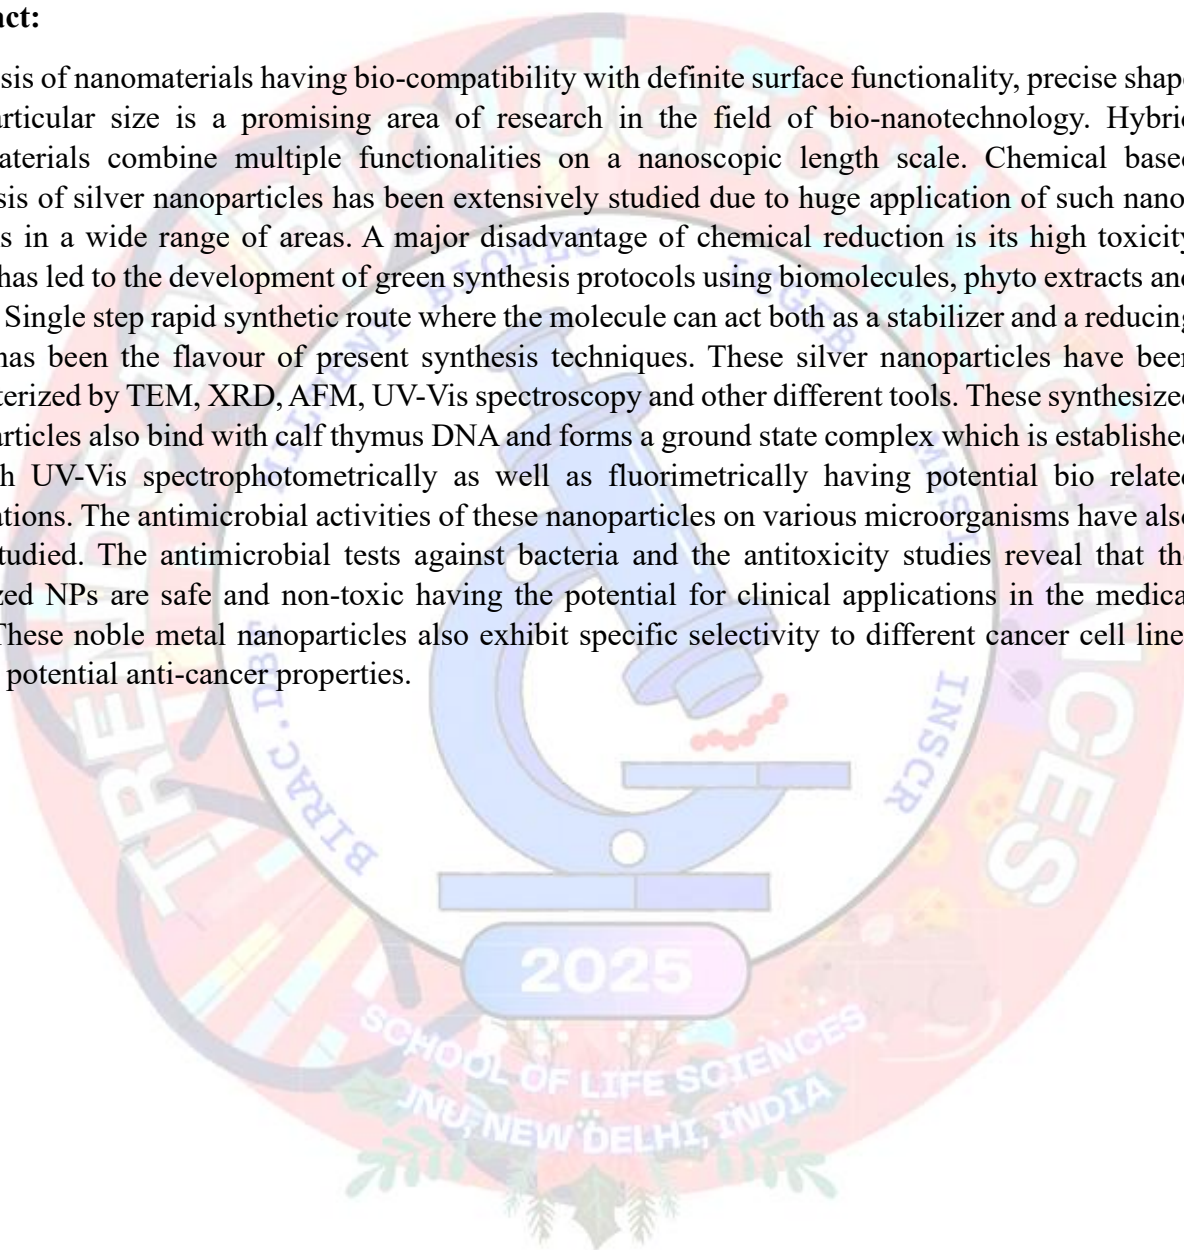 act:
sis of nanomaterials having bio-compatibility with definite surface functionality, precise shap
articular size is a promising area of research in the field of bio-nanotechnology. Hybri
aterials combine multiple functionalities on a nanoscopic length scale. Chemical base
sis of silver nanoparticles has been extensively studied due to huge application of such nano
s in a wide range of areas. A major disadvantage of chemical reduction is its high toxicity
has led to the development of green synthesis protocols using biomolecules, phyto extracts an
Single step rapid synthetic route where the molecule can act both as a stabilizer and a reducing
has been the flavour of present synthesis techniques. These silver nanoparticles have been
terized by TEM, XRD, AFM, UV-Vis spectroscopy and other different tools. These synthesize
articles also bind with calf thymus DNA and forms a ground state complex which is establishe
h UV-Vis spectrophotometrically as well as fluorimetrically having potential bio related
ations. The antimicrobial activities of these nanoparticles on various microorganisms have als
tudied. The antimicrobial tests against bacteria and the antitoxicity studies reveal that th
zed NPs are safe and non-toxic having the potential for clinical applications in the medica
These noble metal nanoparticles also exhibit specific selectivity to different cancer cell line
potential anti-cancer properties.
TRENDS
SCIENCES
MILTENYI BIOTEC
BIRAC.DBT
INSCR
2025
SCHOOL OF LIFE SCIENCES
JNU, NEW DELHI, INDIA